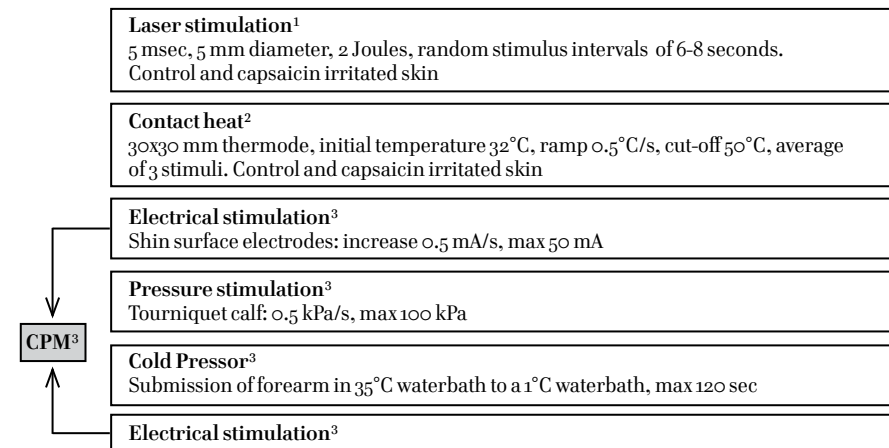 Laser stimulation¹
5 msec, 5 mm diameter, 2 Joules, random stimulus intervals of 6-8 seconds.
Control and capsaicin irritated skin
Contact heat²
30x30 mm thermode, initial temperature 32°C, ramp 0.5°C/s, cut-off 50°C, average
of 3 stimuli. Control and capsaicin irritated skin
Electrical stimulation³
Shin surface electrodes: increase 0.5 mA/s, max 50 mA
Pressure stimulation³
Tourniquet calf: 0.5 kPa/s, max 100 kPa
CPM³
Cold Pressor³
Submission of forearm in 35°C waterbath to a 1°C waterbath, max 120 sec
Electrical stimulation³